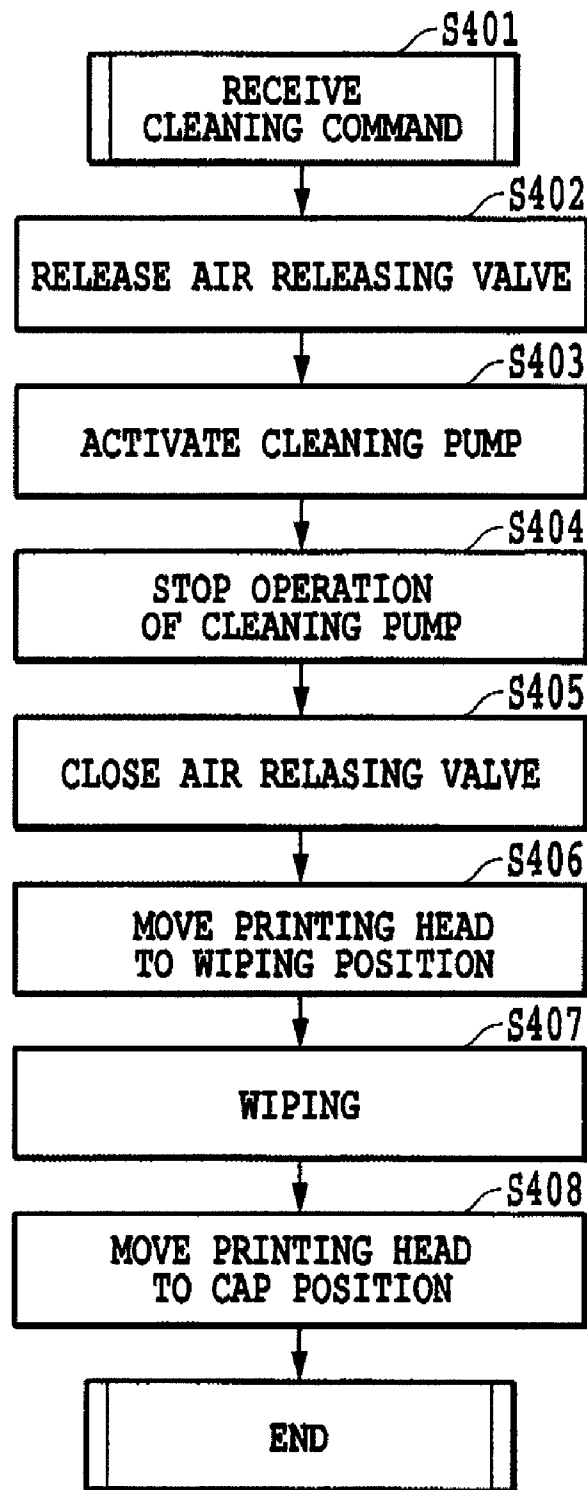 S401
RECEIVE
CLEANING COMMAND
S402
RELEASE AIR RELEASING VALVE
S403
ACTIVATE CLEANING PUMP
S404
STOP OPERATION
OF CLEANING PUMP
S405
CLOSE AIR RELASING VALVE
S406
MOVE PRINTING HEAD
TO WIPING POSITION
S407
WIPING
S408
MOVE PRINTING HEAD
TO CAP POSITION
END